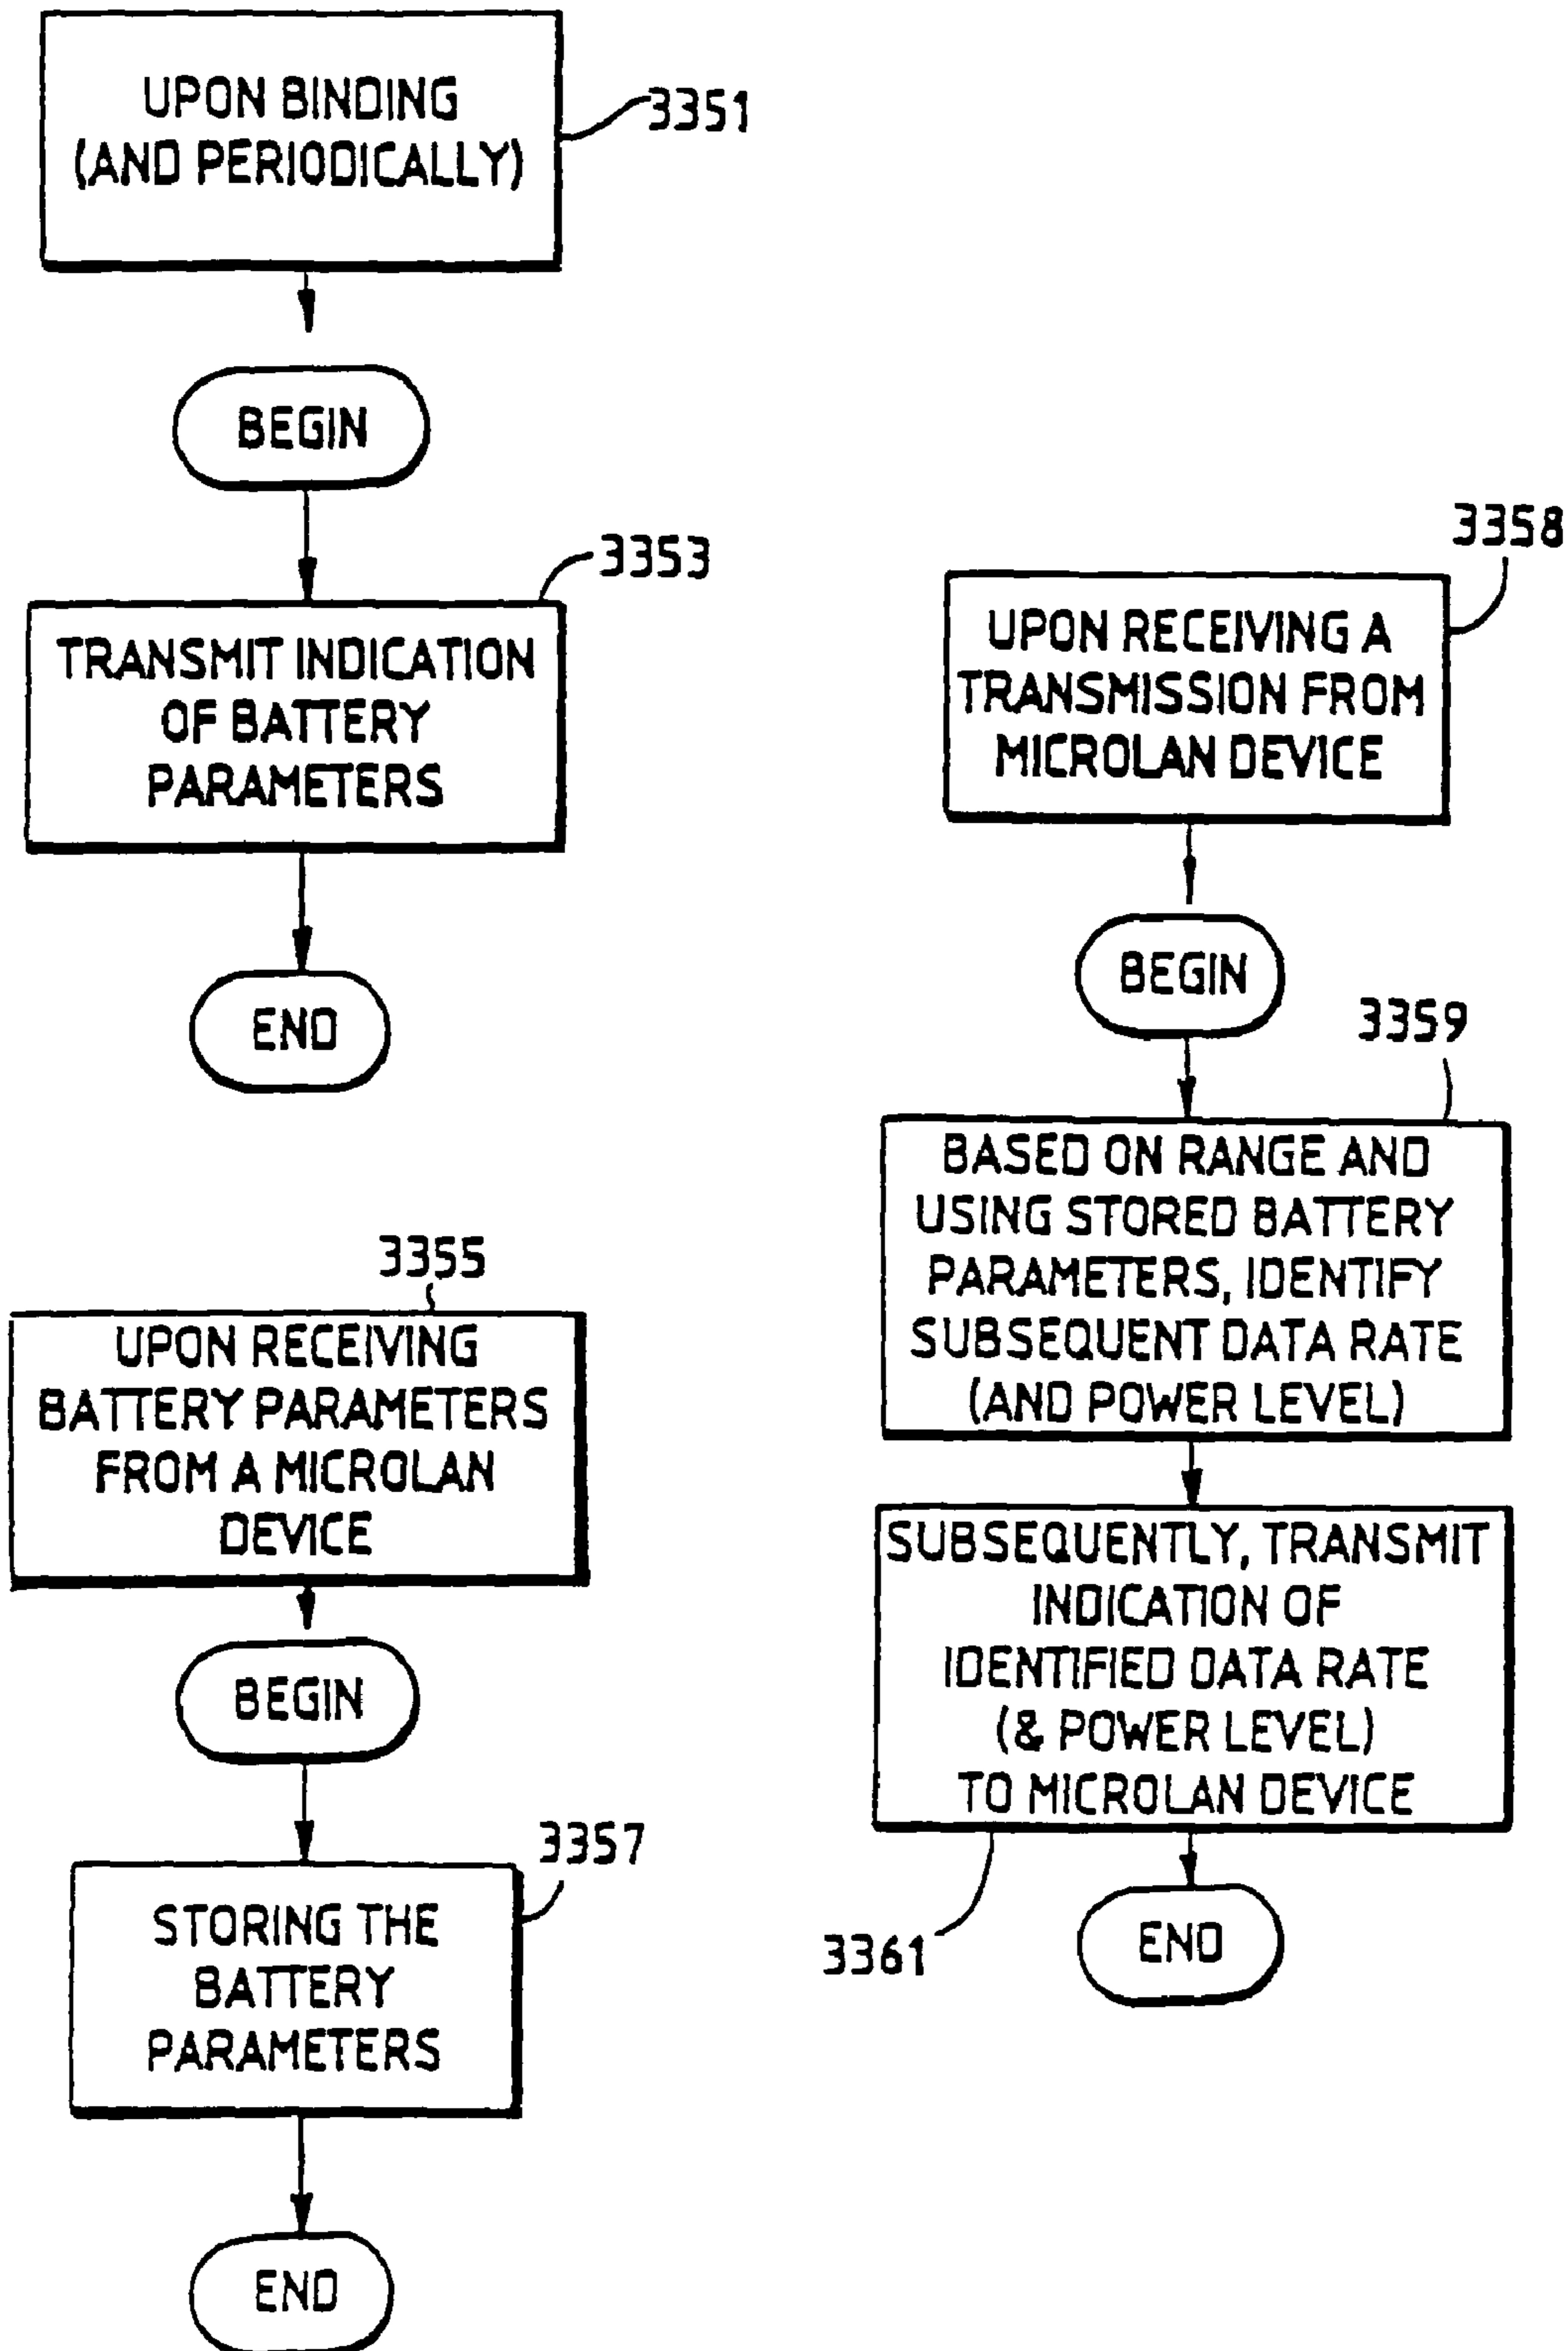 UPON BINDING
(AND PERIODICALLY)
3351
BEGIN
3353
TRANSMIT INDICATION
OF BATTERY
PARAMETERS
END
3355
UPON RECEIVING
BATTERY PARAMETERS
FROM A MICROLAN
DEVICE
BEGIN
3357
STORING THE
BATTERY
PARAMETERS
END
3358
UPON RECEIVING A
TRANSMISSION FROM
MICROLAN DEVICE
BEGIN
3359
BASED ON RANGE AND
USING STORED BATTERY
PARAMETERS, IDENTIFY
SUBSEQUENT DATA RATE
(AND POWER LEVEL)
SUBSEQUENTLY, TRANSMIT
INDICATION OF
IDENTIFIED DATA RATE
(& POWER LEVEL)
TO MICROLAN DEVICE
3361
END